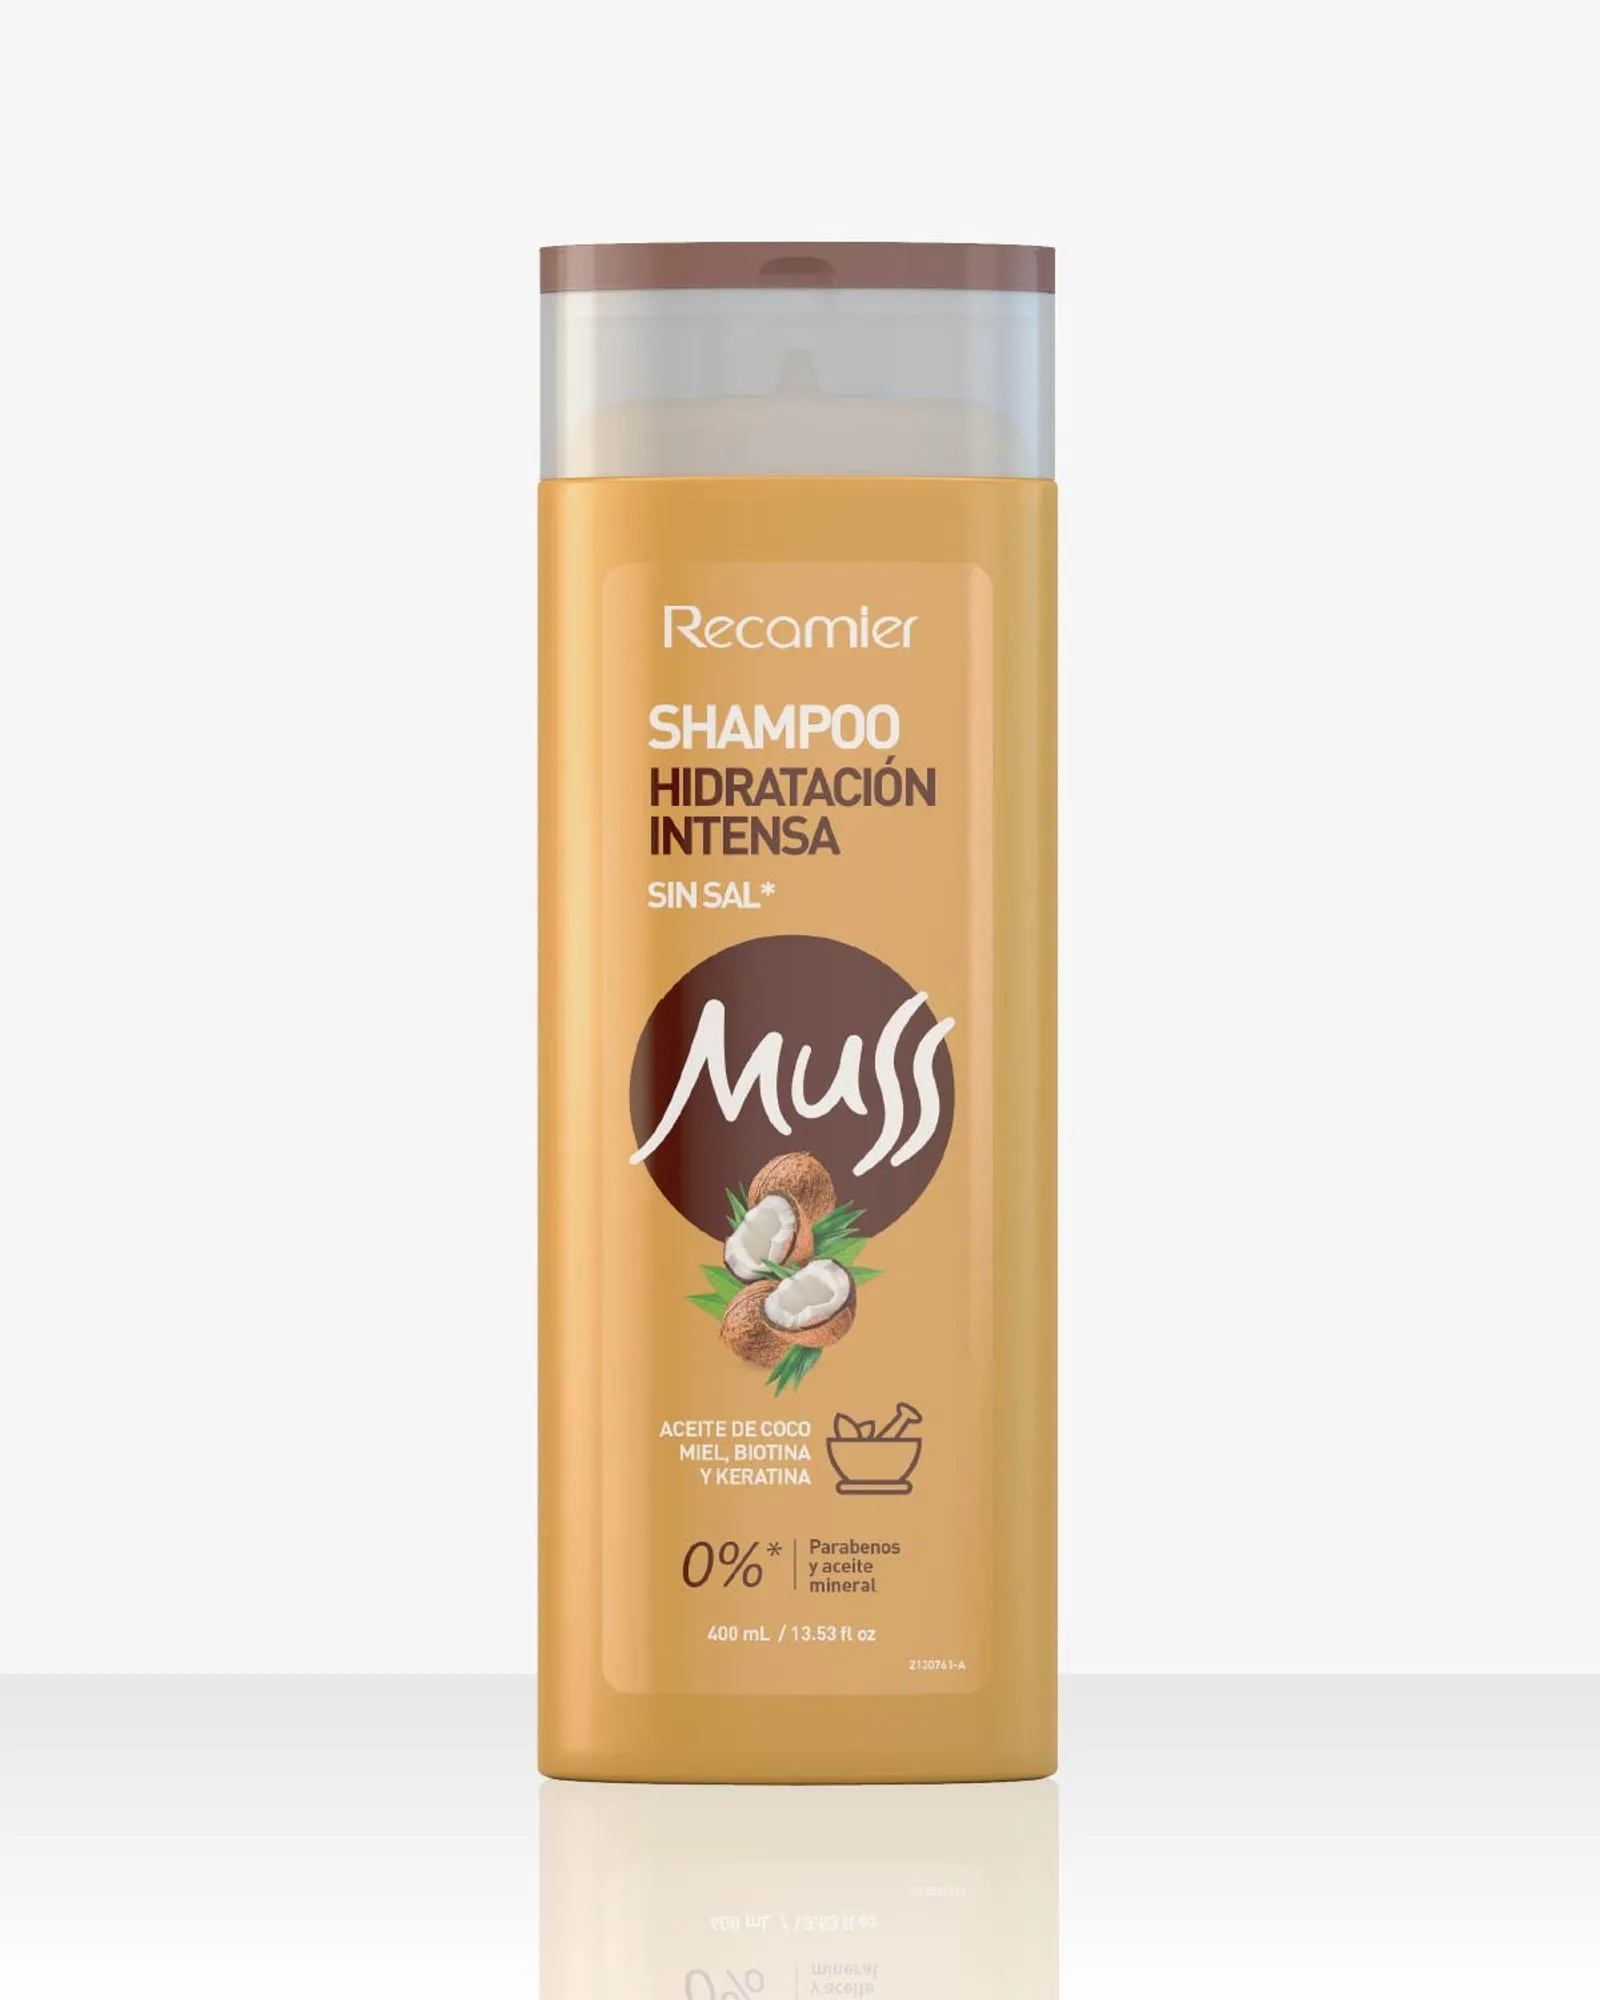 Recamier
SHAMPOO
HIDRATACIÓN
INTENSA
SIN SAL*
Muss
ACEITE DE COCO
MIEL, BIOTINA
Y KERATINA
0%*
Parabenos
y aceite
mineral
400 mL / 13.53 fl oz
2130761-A